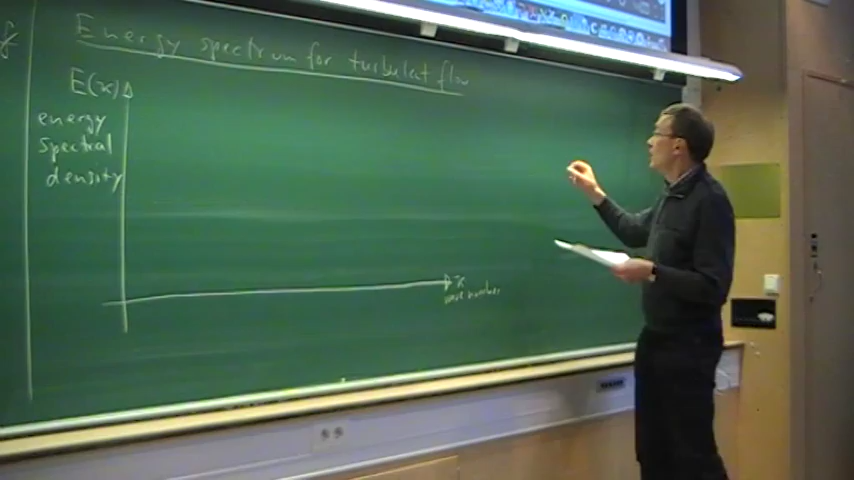 Energy spectrum for turbulent flow
E(x)
energy
spectral
density
x
wave number